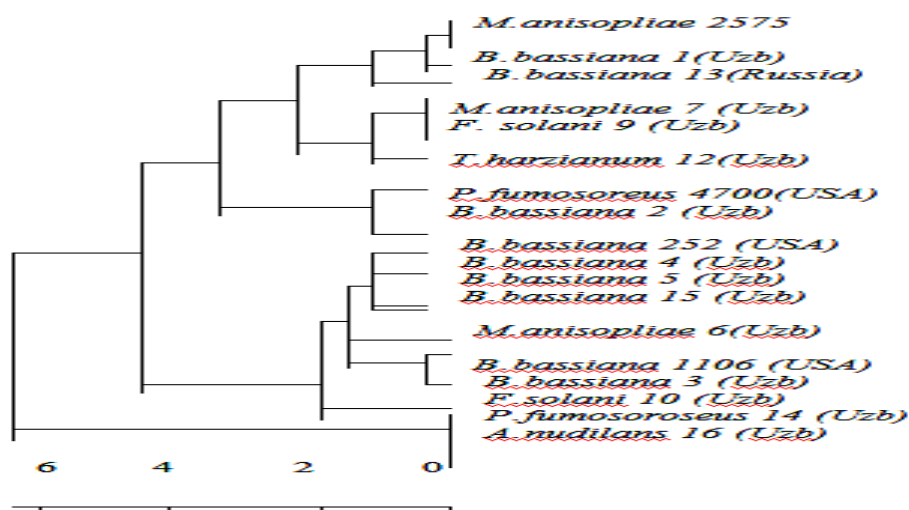 M.anisopliae 2575
B.bassiana 1(Uzb)
B.bassiana 13(Russia)
M.anisopliae 7 (Uzb)
F. solani 9 (Uzb)
T.harzianum 12(Uzb)
P.fumosoreus 4700(USA)
B.bassiana 2 (Uzb)
B.bassiana 252 (USA)
B.bassiana 4 (Uzb)
B.bassiana 5 (Uzb)
B.bassiana 15 (Uzb)
M.anisopliae 6(Uzb)
B.bassiana 1106 (USA)
B.bassiana 3 (Uzb)
F.solani 10 (Uzb)
P.fumosoroseus 14 (Uzb)
A.nudilans 16 (Uzb)
6 4 2 0